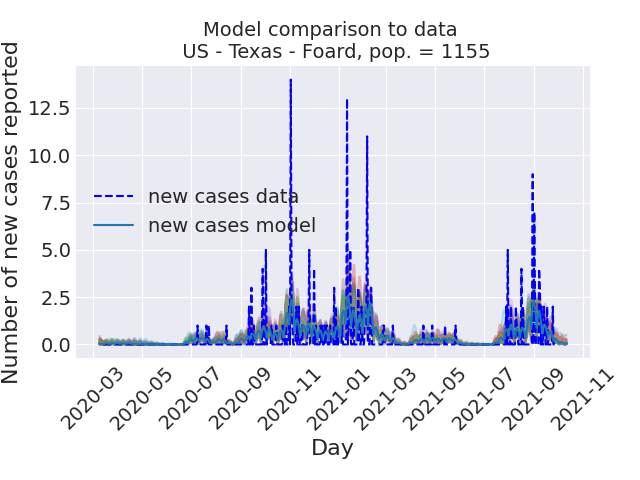 Model comparison to data
US - Texas - Foard, pop. = 1155
Number of new cases reported
12.5
10.0
7.5
5.0
2.5
0.0
new cases data
new cases model
2020-03
2020-05
2020-07
2020-09
2020-11
2021-01
2021-03
2021-05
2021-07
2021-09
2021-11
Day